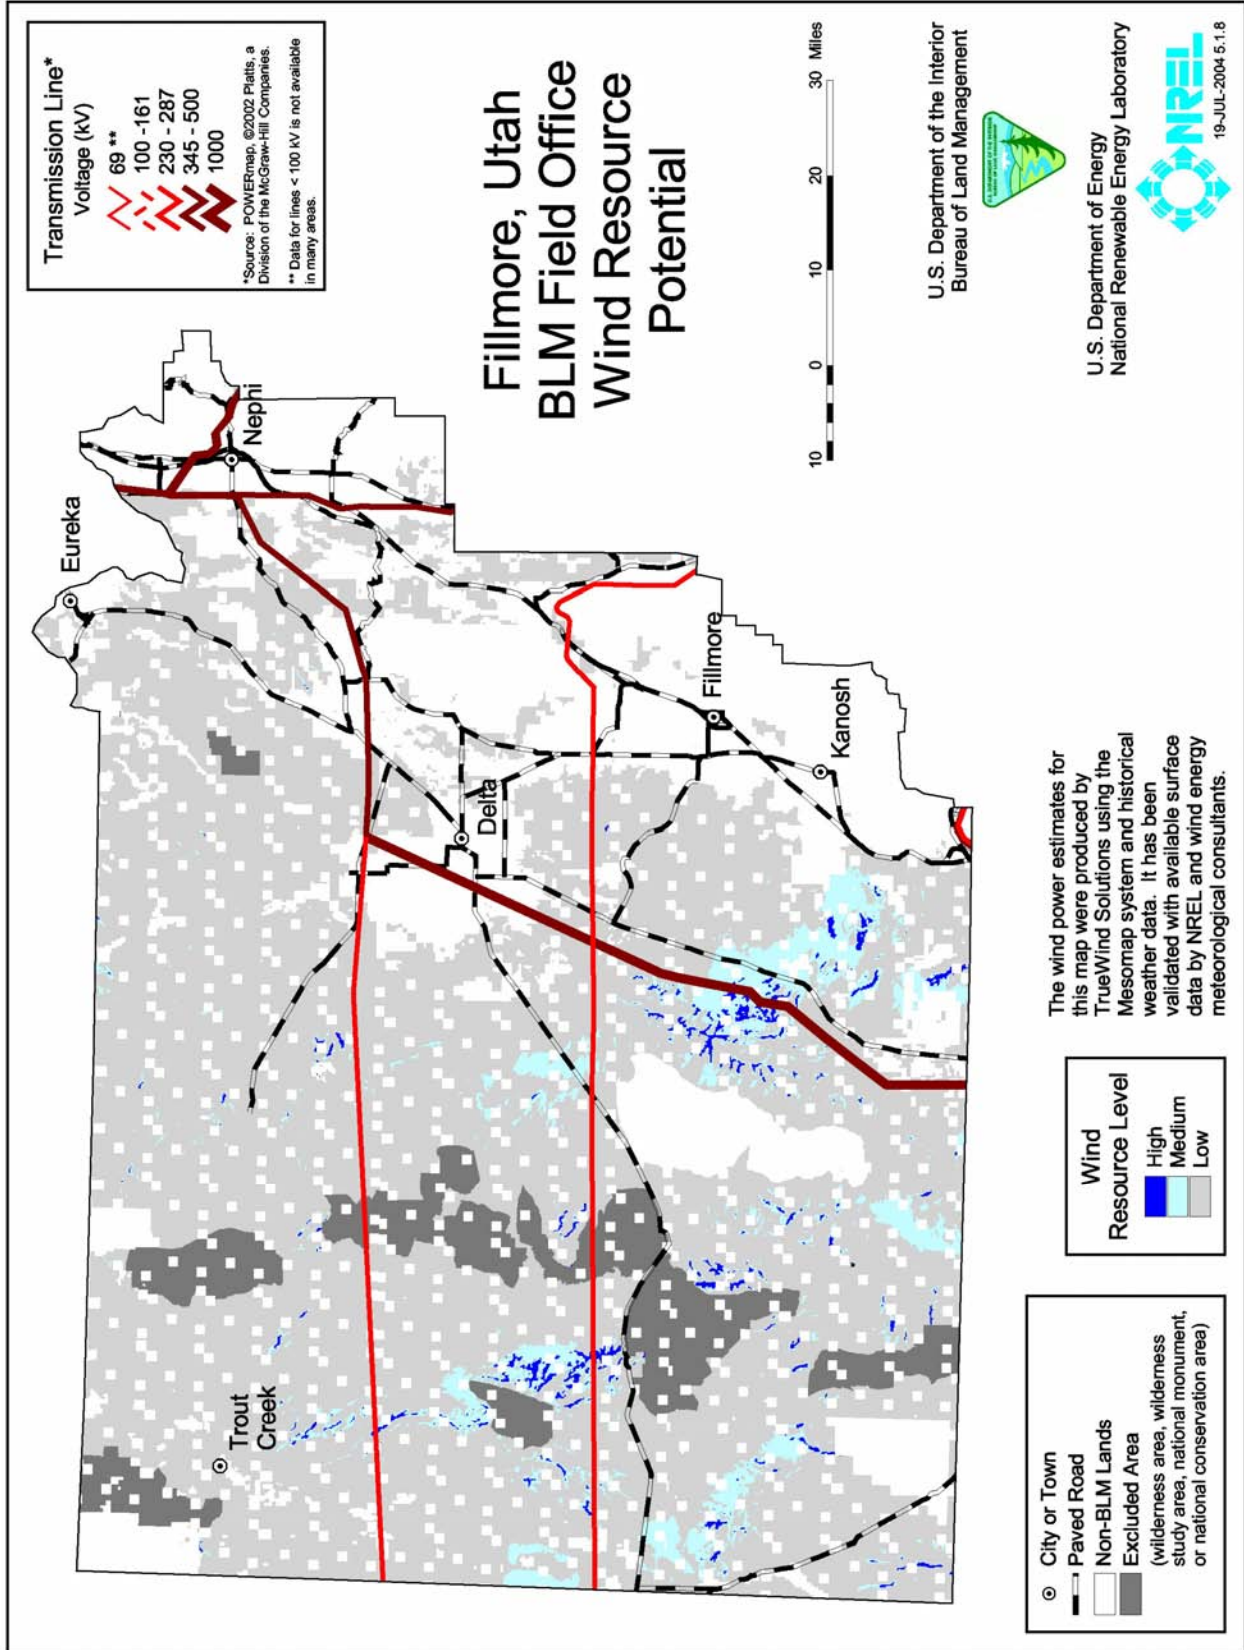 Transmission Line*
Voltage (kV)
69 **
100 -161
230 - 287
345 - 500
1000
*Source: POWERmap, ©2002 Platts, a
Division of the McGraw-Hill Companies.
** Data for lines < 100 kV is not available
in many areas.
Fillmore, Utah
BLM Field Office
Wind Resource
Potential
10
0
10
20
30
Miles
U.S. Department of the Interior
Bureau of Land Management
U.S. Department of Energy
National Renewable Energy Laboratory
NREL
19-JUL-2004 5.1.8
Eureka
Nephi
Delta
Fillmore
Kanosh
Trout
Creek
City or Town
Paved Road
Non-BLM Lands
Excluded Area
(wilderness area, wilderness
study area, national monument,
or national conservation area)
Wind
Resource Level
High
Medium
Low
The wind power estimates for
this map were produced by
TrueWind Solutions using the
Mesomap system and historical
weather data. It has been
validated with available surface
data by NREL and wind energy
meteorological consultants.